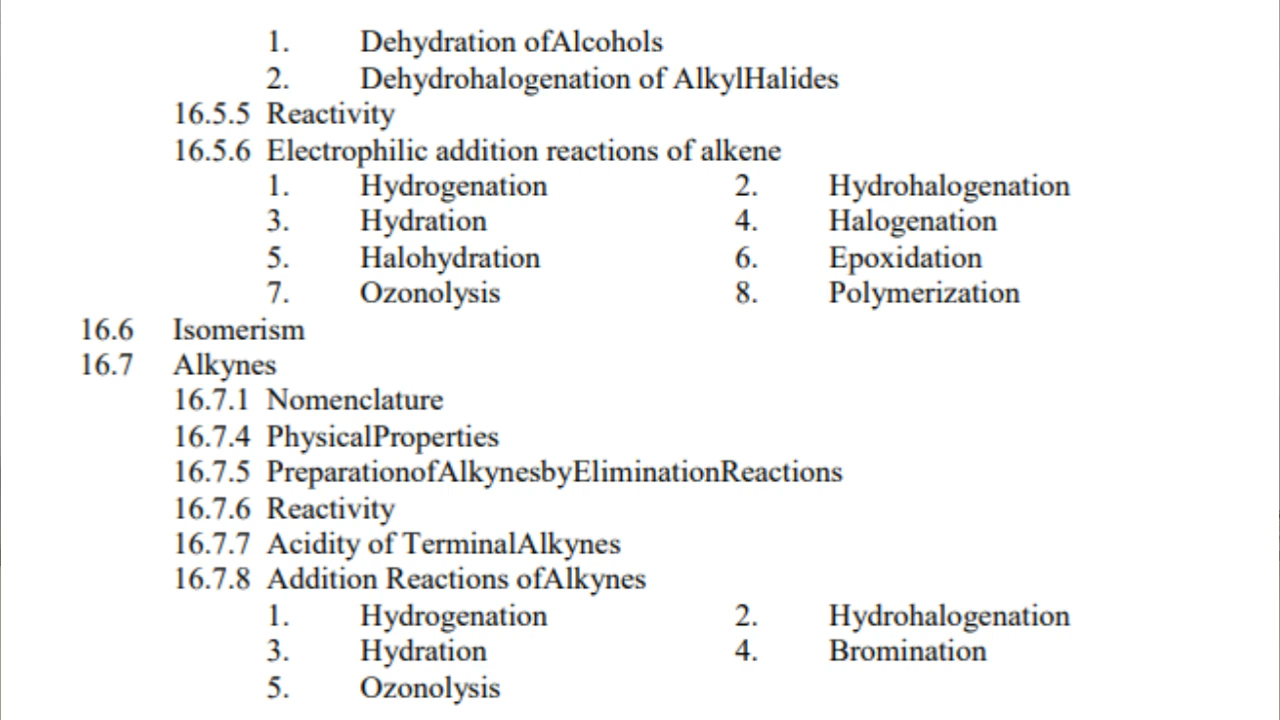 1. Dehydration ofAlcohols
2. Dehydrohalogenation of AlkylHalides
16.5.5 Reactivity
16.5.6 Electrophilic addition reactions of alkene
1. Hydrogenation 2. Hydrohalogenation
3. Hydration 4. Halogenation
5. Halohydration 6. Epoxidation
7. Ozonolysis 8. Polymerization
16.6 Isomerism
16.7 Alkynes
16.7.1 Nomenclature
16.7.4 PhysicalProperties
16.7.5 PreparationofAlkynesbyEliminationReactions
16.7.6 Reactivity
16.7.7 Acidity of TerminalAlkynes
16.7.8 Addition Reactions ofAlkynes
1. Hydrogenation 2. Hydrohalogenation
3. Hydration 4. Bromination
5. Ozonolysis